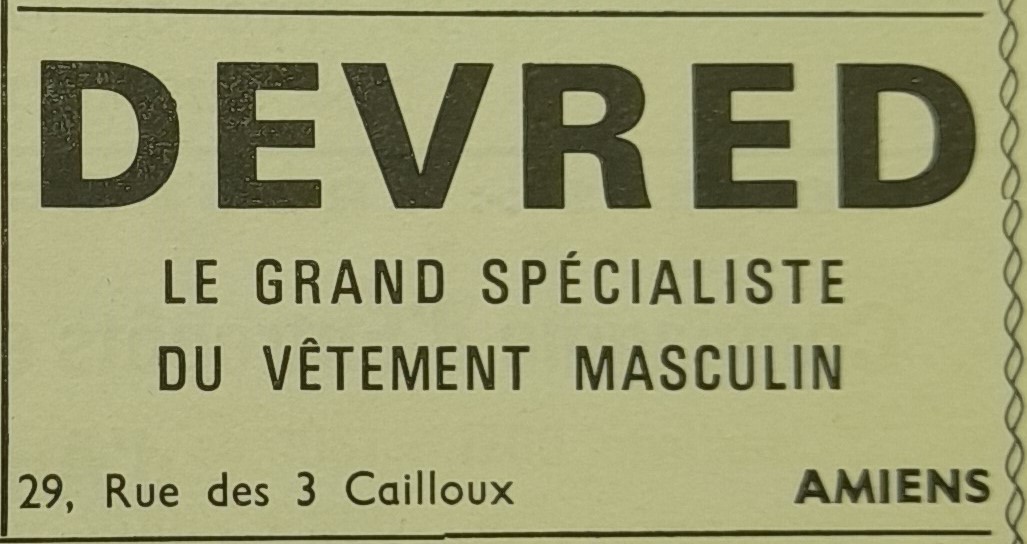 DEVRED
LE GRAND SPÉCIALISTE
DU VÊTEMENT MASCULIN
29, Rue des 3 Cailloux AMIENS